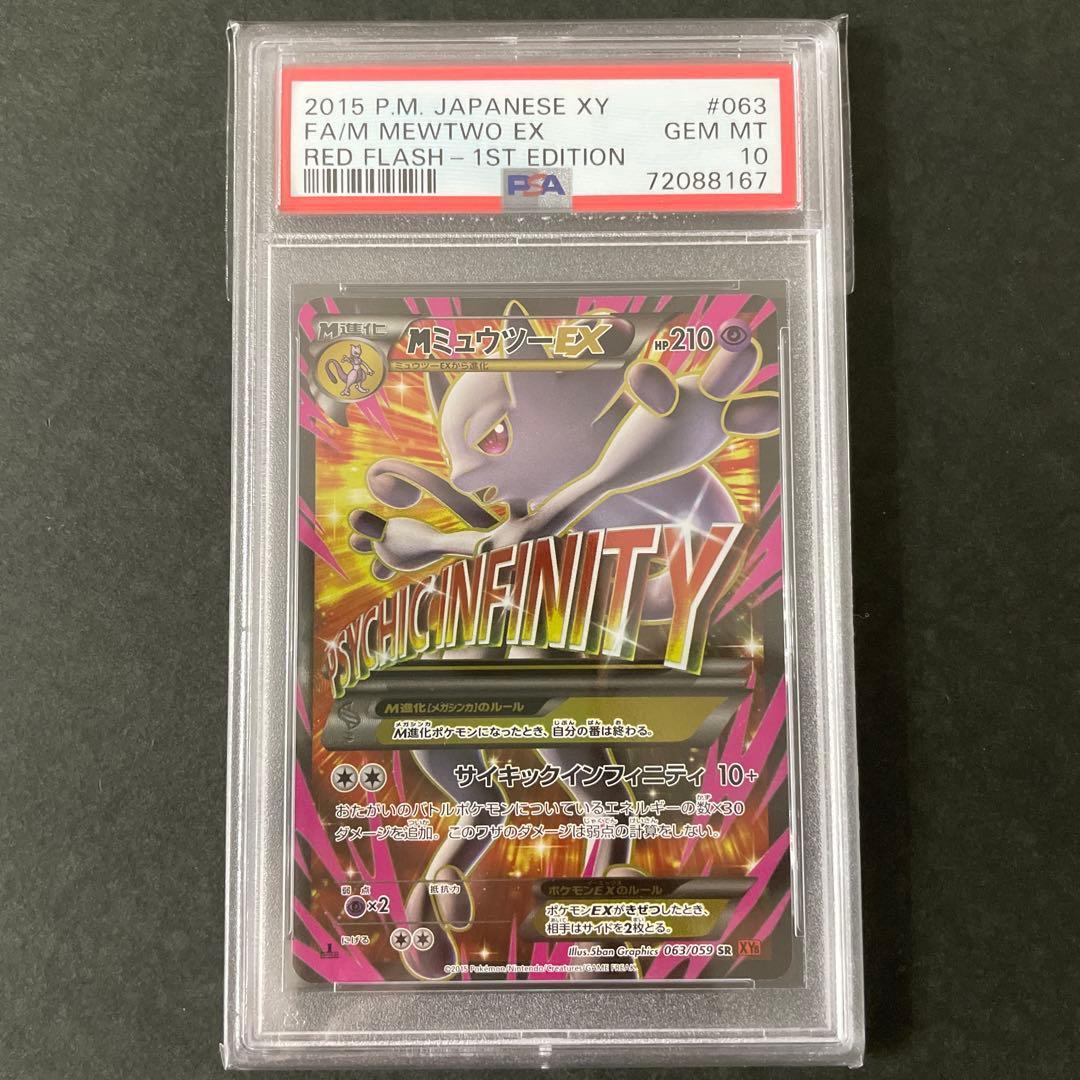 2015 P.M. JAPANESE XY #063
FA/M MEWTWO EX GEM MT
RED FLASH – 1ST EDITION 10
PSA 72088167
M進化 MミュウツーEX HP210
ミュウツーEXから進化
PSYCHIC INFINITY
M進化[メガシンカ]のルール
M進化ポケモンになったとき、自分の番は終わる。
サイキックインフィニティ 10+
おたがいのバトルポケモンについているエネルギーの数×30
ダメージを追加。このワザのダメージは弱点の計算をしない。
弱点 抵抗力 ポケモンEXのルール
×2 ポケモンEXがきぜつしたとき、
相手はサイドを2枚とる。
にげる
Illus.5ban Graphics 063/059 SR XY8
©2015 Pokémon/Nintendo/Creatures/GAME FREAK.